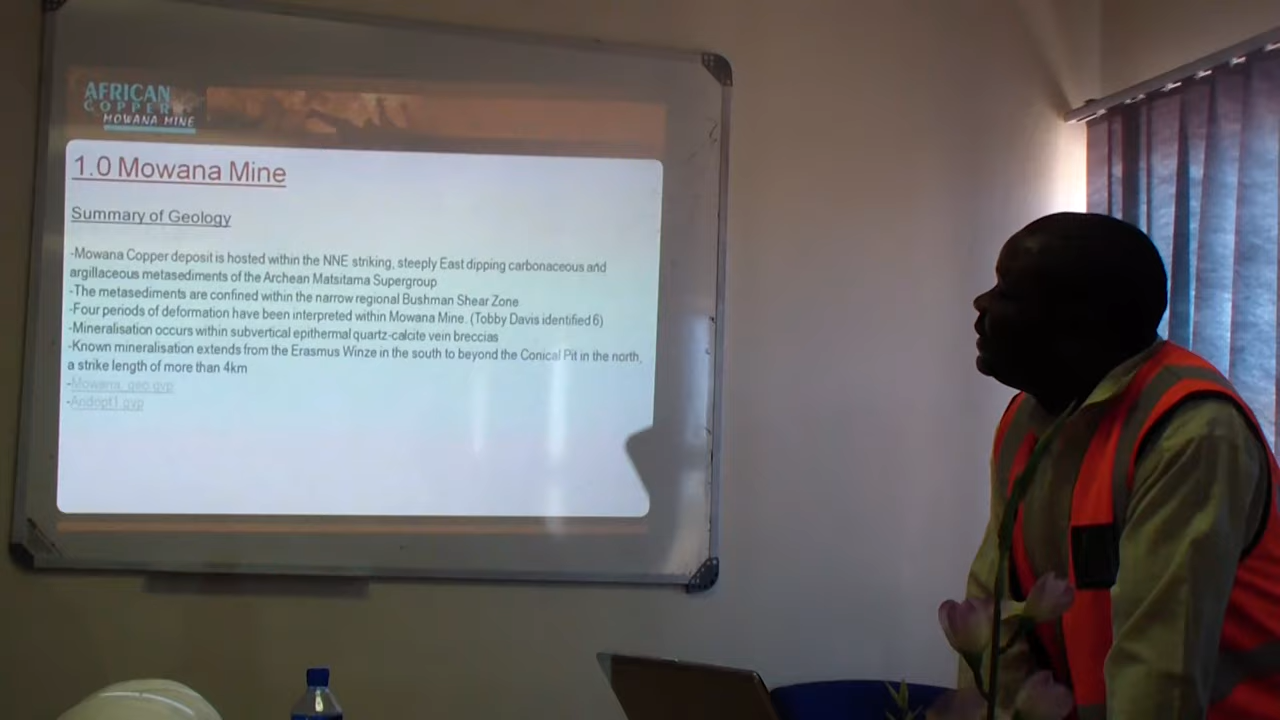 AFRICAN
COPPER
MOWANA MINE
1.0 Mowana Mine
Summary of Geology
-Mowana Copper deposit is hosted within the NNE striking, steeply East dipping carbonaceous and
argillaceous metasediments of the Archean Matsitama Supergroup
-The metasediments are confined within the narrow regional Bushman Shear Zone
-Four periods of deformation have been interpreted within Mowana Mine. (Tobby Davis identified 6)
-Mineralisation occurs within subvertical epithermal quartz-calcite vein breccias
-Known mineralisation extends from the Erasmus Winze in the south to beyond the Conical Pit in the north,
a strike length of more than 4km
-Mowana_geo.gvp
-Andopt1.gvp